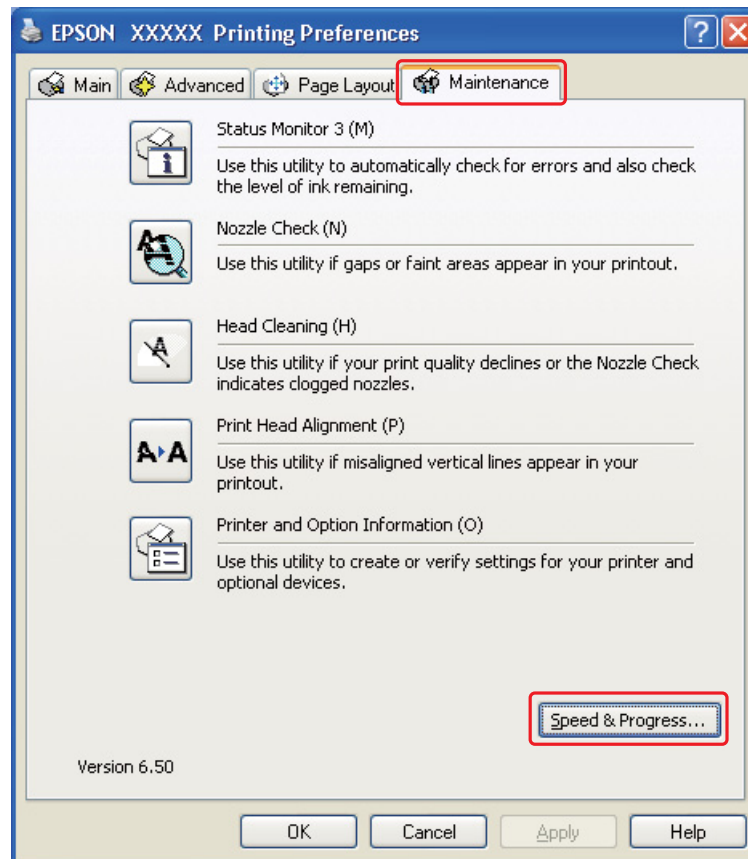 EPSON XXXXX Printing Preferences
Main
Advanced
Page Layout
Maintenance
Status Monitor 3 (M)
Use this utility to automatically check for errors and also check
the level of ink remaining.
Nozzle Check (N)
Use this utility if gaps or faint areas appear in your printout.
Head Cleaning (H)
Use this utility if your print quality declines or the Nozzle Check
indicates clogged nozzles.
Print Head Alignment (P)
Use this utility if misaligned vertical lines appear in your
printout.
Printer and Option Information (O)
Use this utility to create or verify settings for your printer and
optional devices.
Speed & Progress...
Version 6.50
OK
Cancel
Apply
Help